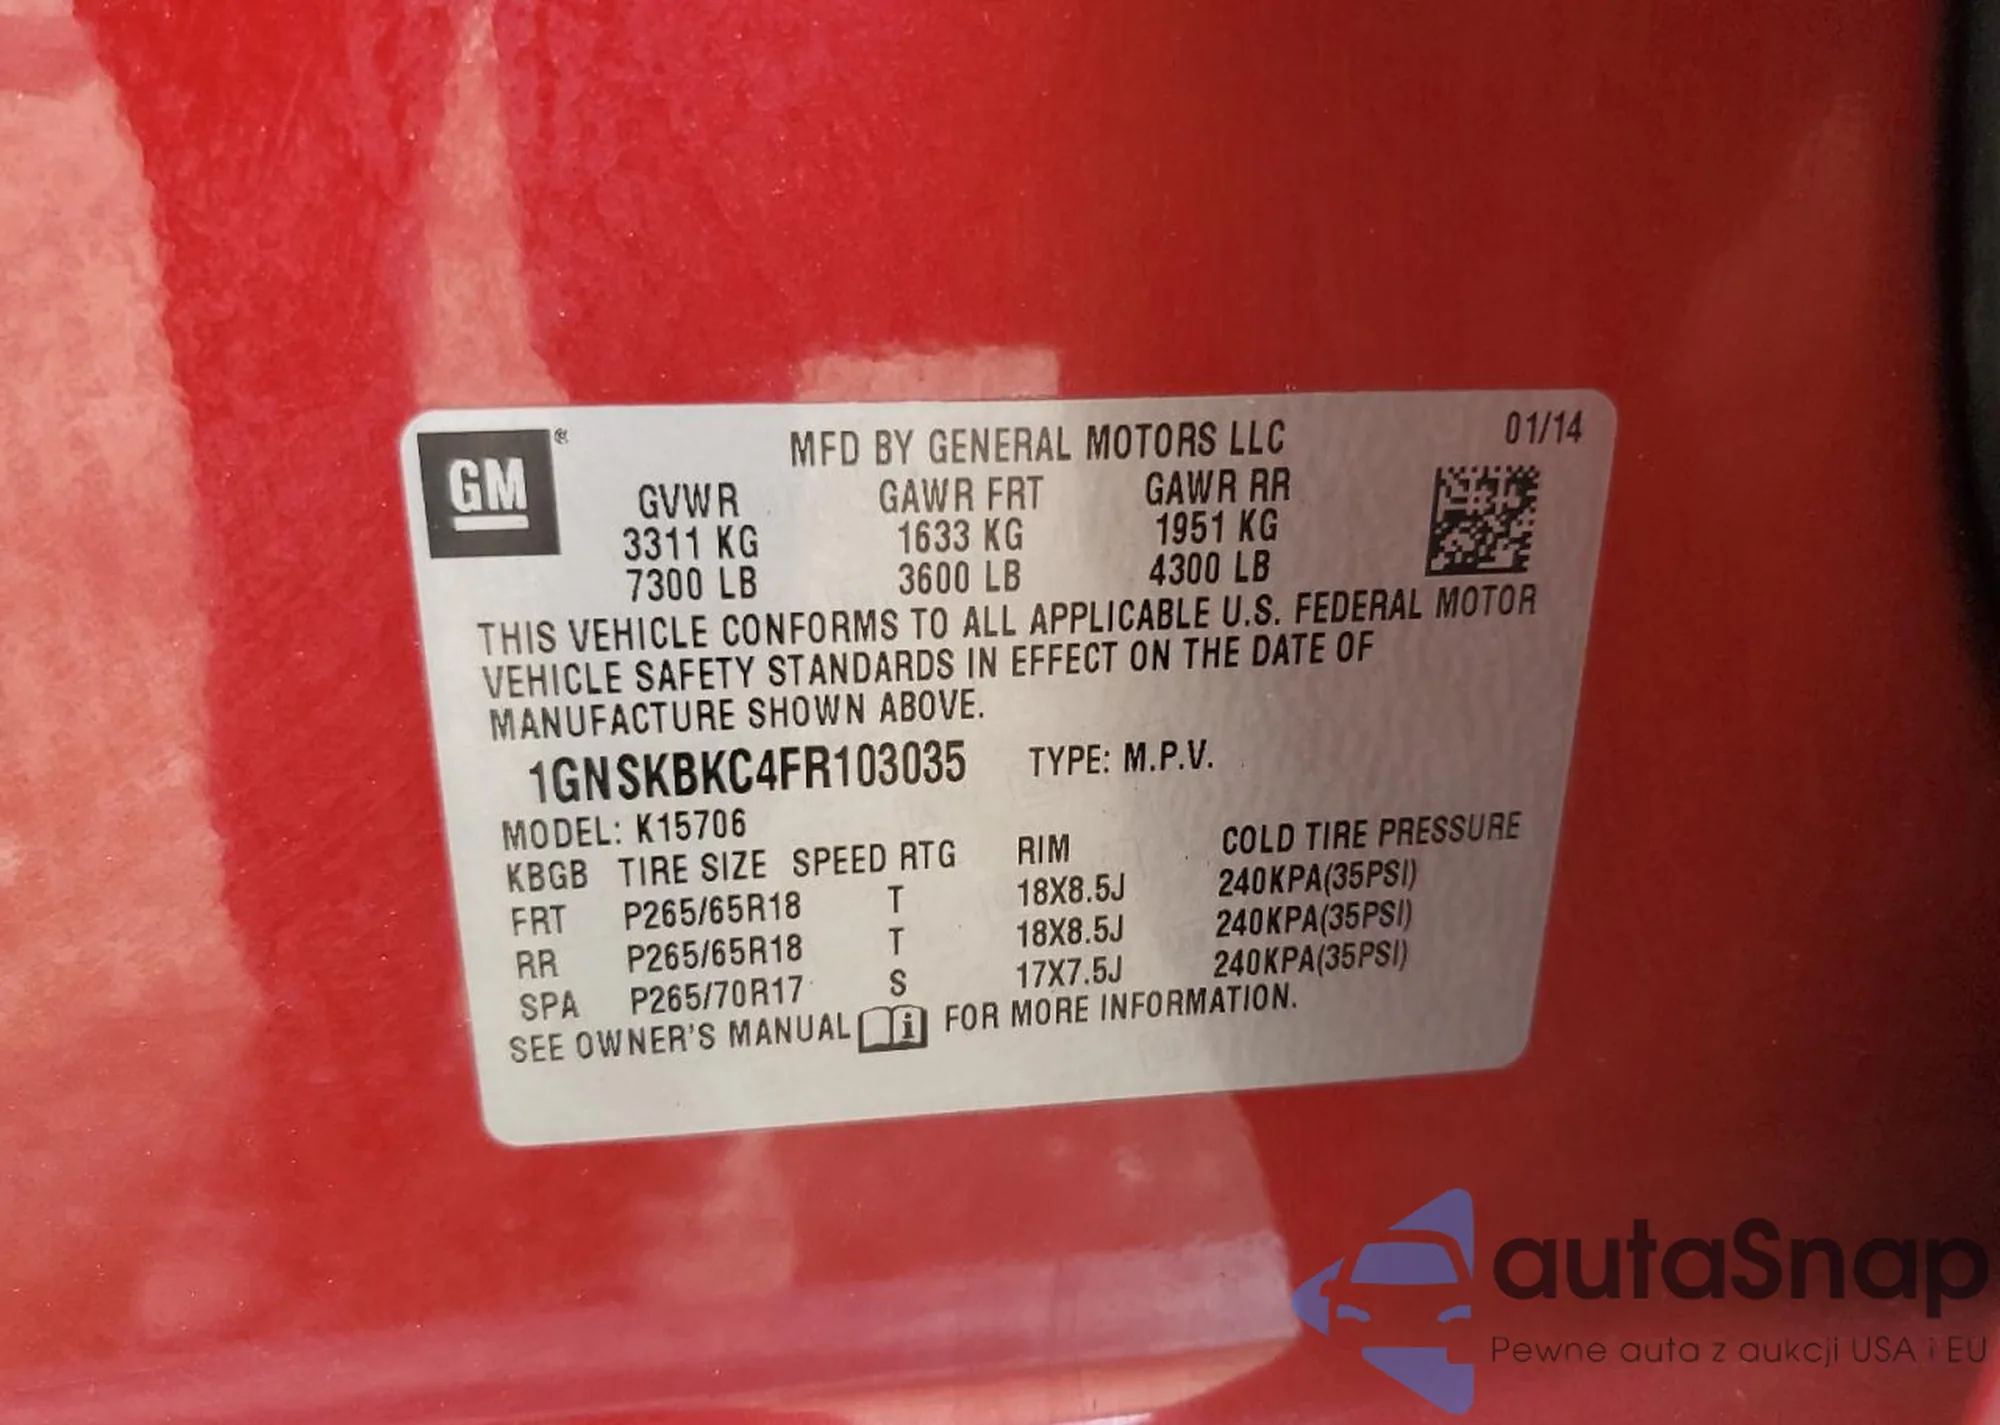 GM ®
MFD BY GENERAL MOTORS LLC 01/14
GVWR GAWR FRT GAWR RR
3311 KG 1633 KG 1951 KG
7300 LB 3600 LB 4300 LB
THIS VEHICLE CONFORMS TO ALL APPLICABLE U.S. FEDERAL MOTOR
VEHICLE SAFETY STANDARDS IN EFFECT ON THE DATE OF
MANUFACTURE SHOWN ABOVE.
1GNSKBKC4FR103035 TYPE: M.P.V.
MODEL: K15706
KBGB TIRE SIZE SPEED RTG RIM COLD TIRE PRESSURE
FRT P265/65R18 T 18X8.5J 240KPA(35PSI)
RR P265/65R18 T 18X8.5J 240KPA(35PSI)
SPA P265/70R17 S 17X7.5J 240KPA(35PSI)
SEE OWNER'S MANUAL i FOR MORE INFORMATION.
autaSnap
Pewne auta z aukcji USA i EU